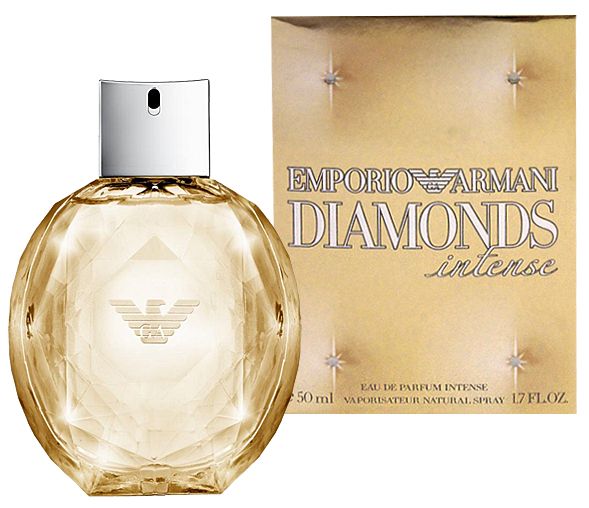 EMPORIO ARMANI
DIAMONDS
intense
EAU DE PARFUM INTENSE
50 ml VAPORISATEUR NATURAL SPRAY 1.7 FL.OZ.